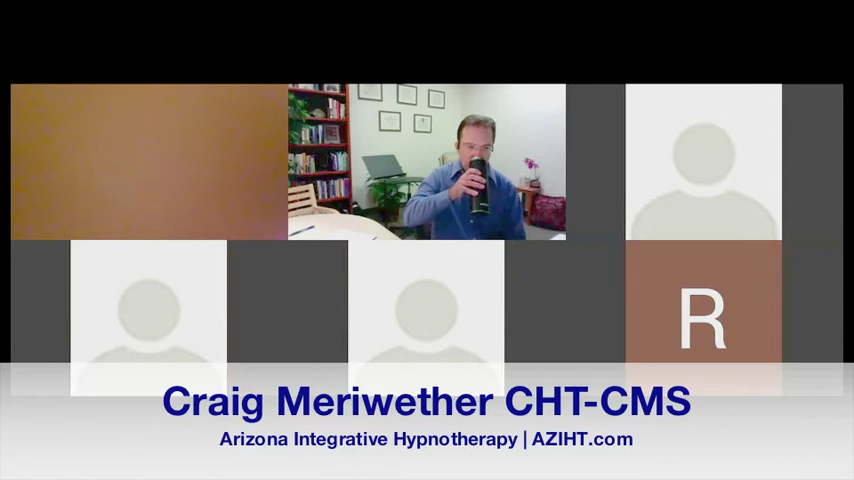 R
Craig Meriwether CHT-CMS
Arizona Integrative Hypnotherapy | AZIHT.com